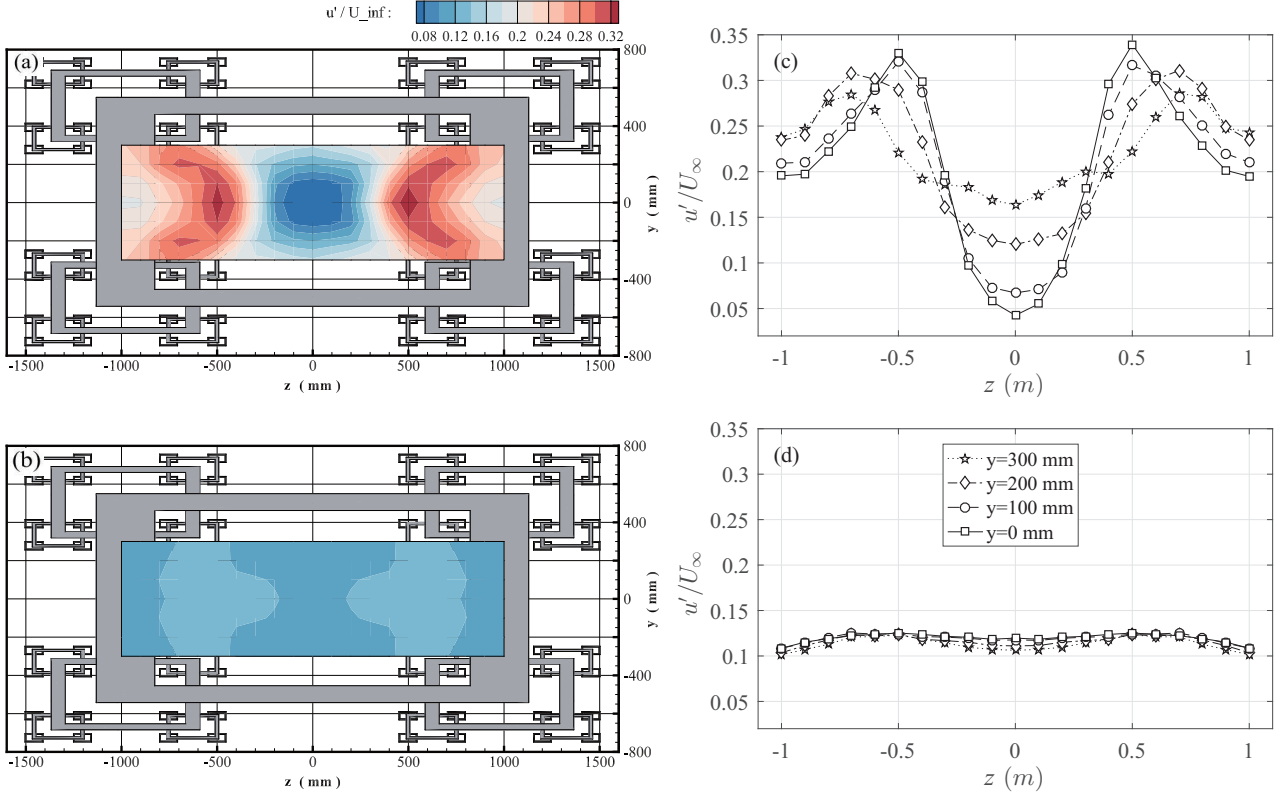 u' / U_inf :
0.08 0.12 0.16 0.2 0.24 0.28 0.32
(a)
800
400
0
-400
-800
y ( mm )
-1500 -1000 -500 0 500 1000 1500
z ( mm )
(b)
800
400
0
-400
-800
y ( mm )
-1500 -1000 -500 0 500 1000 1500
z ( mm )
(c)
0.35
0.3
0.25
0.2
0.15
0.1
0.05
u'/U∞
-1 -0.5 0 0.5 1
z (m)
(d)
0.35
0.3
0.25
0.2
0.15
0.1
0.05
u'/U∞
y=300 mm
y=200 mm
y=100 mm
y=0 mm
-1 -0.5 0 0.5 1
z (m)